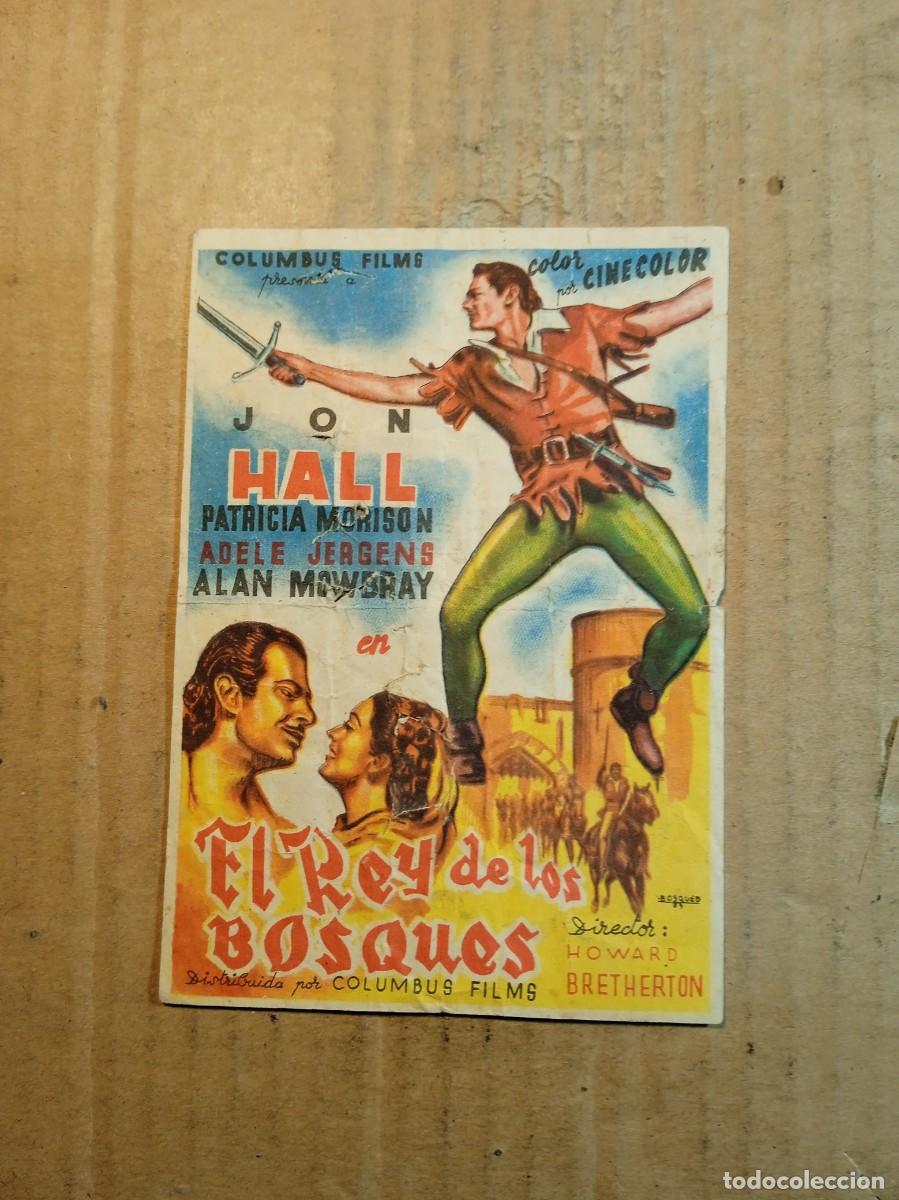 COLUMBUS FILMS
presenta a
color
por CINECOLOR
JON
HALL
PATRICIA MORISON
ADELE JERGENS
ALAN MOWBRAY
en
El Rey de los
BOSQUES
BOSQUED
Director:
HOWARD
BRETHERTON
Distribuida por COLUMBUS FILMS
todocoleccion